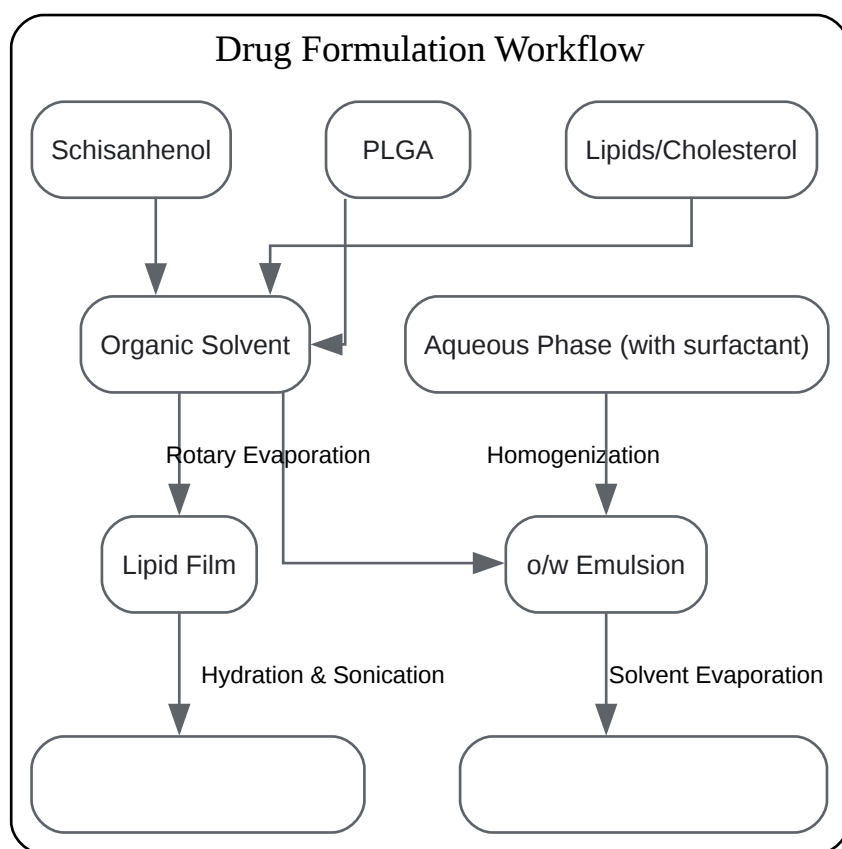 Drug Formulation Workflow
Schisanhenol
PLGA
Lipids/Cholesterol
Organic Solvent
Aqueous Phase (with surfactant)
Rotary Evaporation
Homogenization
Lipid Film
o/w Emulsion
Hydration & Sonication
Solvent Evaporation